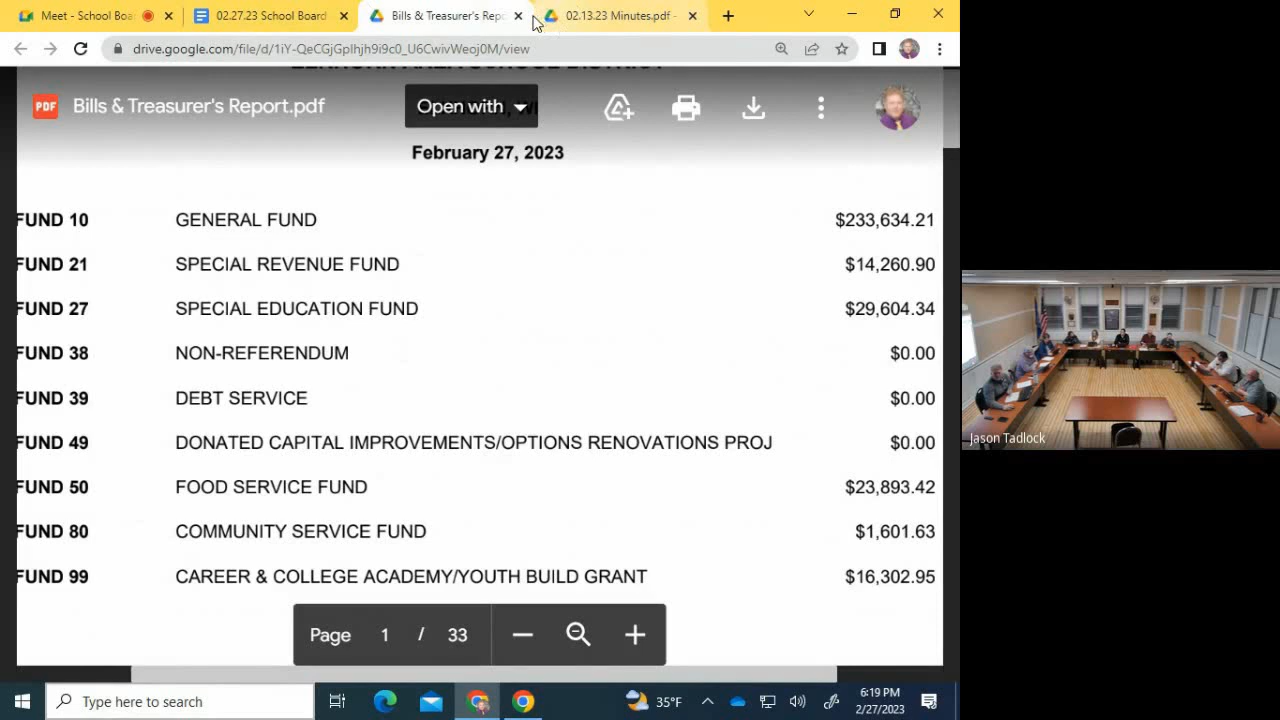 Meet - School Boa
02.27.23 School Board
Bills & Treasurer's Repo
02.13.23 Minutes.pdf -
drive.google.com/file/d/1iY-QeCGjGpIhjh9i9c0_U6CwivWeoj0M/view
PDF Bills & Treasurer's Report.pdf
Open with
February 27, 2023
FUND 10 GENERAL FUND $233,634.21
FUND 21 SPECIAL REVENUE FUND $14,260.90
FUND 27 SPECIAL EDUCATION FUND $29,604.34
FUND 38 NON-REFERENDUM $0.00
FUND 39 DEBT SERVICE $0.00
FUND 49 DONATED CAPITAL IMPROVEMENTS/OPTIONS RENOVATIONS PROJ $0.00
FUND 50 FOOD SERVICE FUND $23,893.42
FUND 80 COMMUNITY SERVICE FUND $1,601.63
FUND 99 CAREER & COLLEGE ACADEMY/YOUTH BUILD GRANT $16,302.95
Page 1 / 33
Jason Tadlock
Type here to search
35°F
6:19 PM
2/27/2023